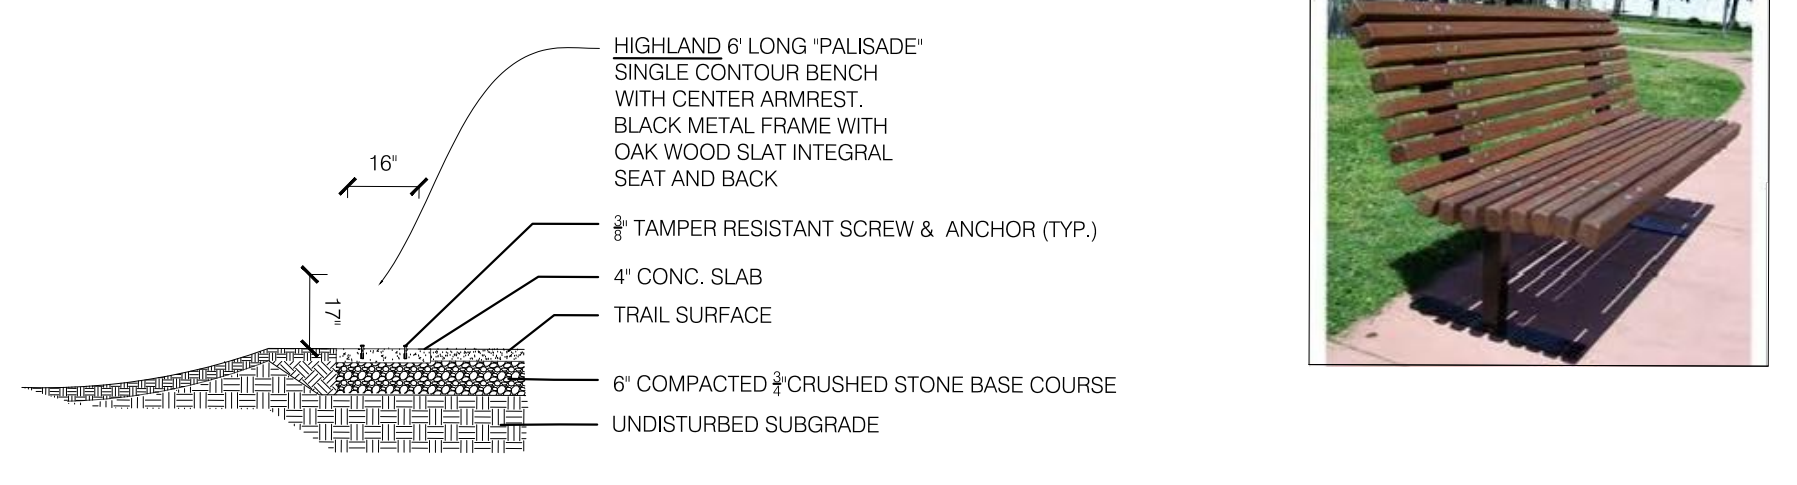 HIGHLAND 6' LONG "PALISADE"
SINGLE CONTOUR BENCH
WITH CENTER ARMREST.
BLACK METAL FRAME WITH
OAK WOOD SLAT INTEGRAL
SEAT AND BACK
16"
3/8" TAMPER RESISTANT SCREW & ANCHOR (TYP.)
4" CONC. SLAB
17"
TRAIL SURFACE
6" COMPACTED 3/4" CRUSHED STONE BASE COURSE
UNDISTURBED SUBGRADE